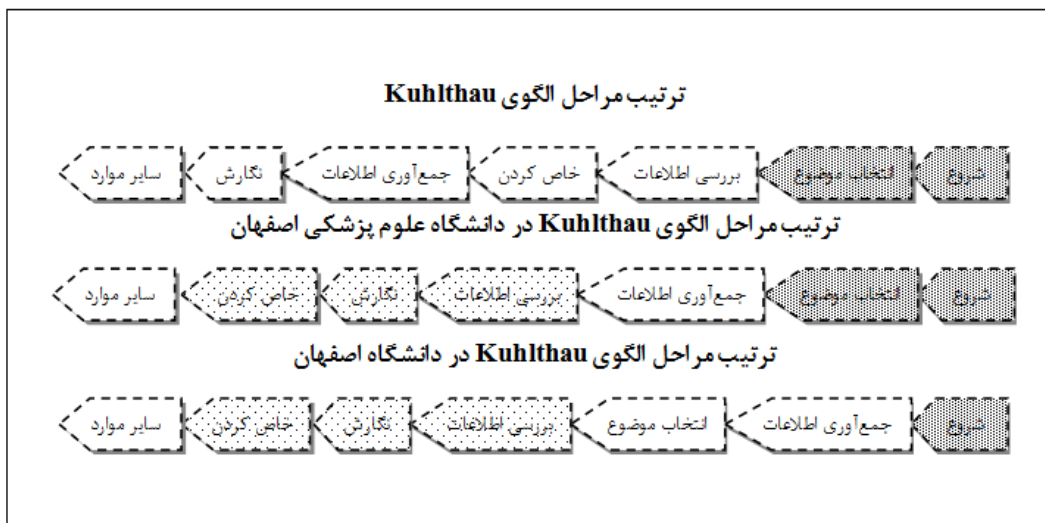 ترتیب مراحل الگوی Kuhlthau
شروع انتخاب موضوع بررسی اطلاعات خاص کردن جمع‌آوری اطلاعات نگارش سایر موارد
ترتیب مراحل الگوی Kuhlthau در دانشگاه علوم پزشکی اصفهان
شروع انتخاب موضوع جمع‌آوری اطلاعات بررسی اطلاعات نگارش خاص کردن سایر موارد
ترتیب مراحل الگوی Kuhlthau در دانشگاه اصفهان
شروع جمع‌آوری اطلاعات انتخاب موضوع بررسی اطلاعات نگارش خاص کردن سایر موارد